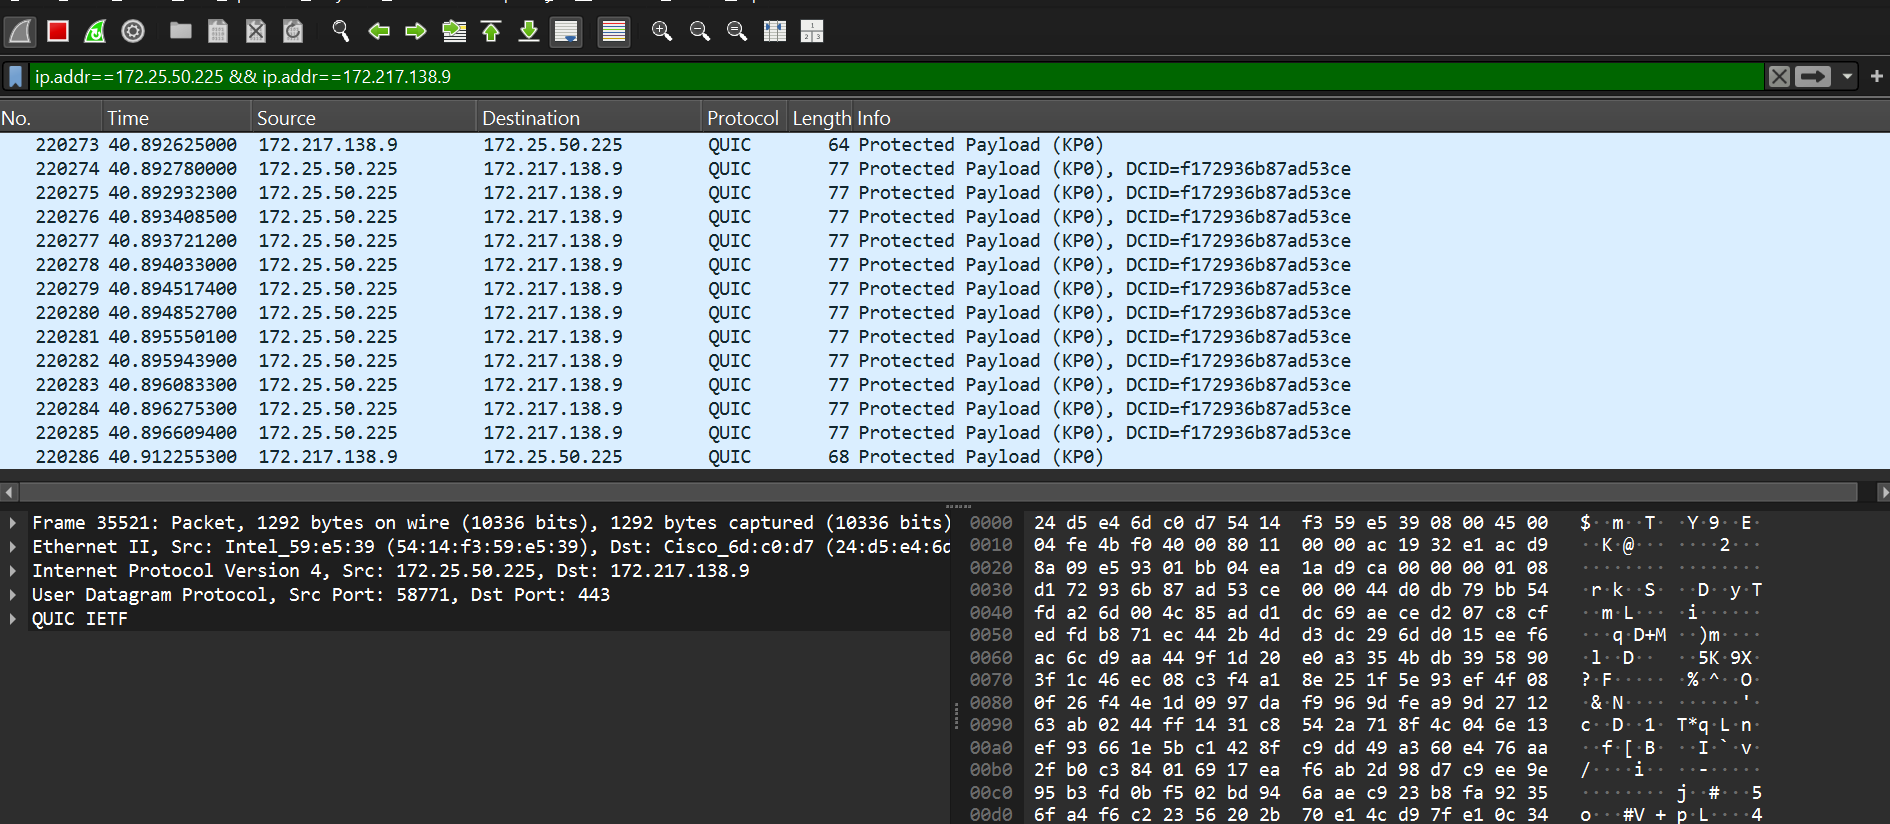 ip.addr==172.25.50.225 && ip.addr==172.217.138.9
No. Time Source Destination Protocol Length Info
220273 40.892625000 172.217.138.9 172.25.50.225 QUIC 64 Protected Payload (KP0)
220274 40.892780000 172.25.50.225 172.217.138.9 QUIC 77 Protected Payload (KP0), DCID=f172936b87ad53ce
220275 40.892932300 172.25.50.225 172.217.138.9 QUIC 77 Protected Payload (KP0), DCID=f172936b87ad53ce
220276 40.893408500 172.25.50.225 172.217.138.9 QUIC 77 Protected Payload (KP0), DCID=f172936b87ad53ce
220277 40.893721200 172.25.50.225 172.217.138.9 QUIC 77 Protected Payload (KP0), DCID=f172936b87ad53ce
220278 40.894033000 172.25.50.225 172.217.138.9 QUIC 77 Protected Payload (KP0), DCID=f172936b87ad53ce
220279 40.894517400 172.25.50.225 172.217.138.9 QUIC 77 Protected Payload (KP0), DCID=f172936b87ad53ce
220280 40.894852700 172.25.50.225 172.217.138.9 QUIC 77 Protected Payload (KP0), DCID=f172936b87ad53ce
220281 40.895550100 172.25.50.225 172.217.138.9 QUIC 77 Protected Payload (KP0), DCID=f172936b87ad53ce
220282 40.895943900 172.25.50.225 172.217.138.9 QUIC 77 Protected Payload (KP0), DCID=f172936b87ad53ce
220283 40.896083300 172.25.50.225 172.217.138.9 QUIC 77 Protected Payload (KP0), DCID=f172936b87ad53ce
220284 40.896275300 172.25.50.225 172.217.138.9 QUIC 77 Protected Payload (KP0), DCID=f172936b87ad53ce
220285 40.896609400 172.25.50.225 172.217.138.9 QUIC 77 Protected Payload (KP0), DCID=f172936b87ad53ce
220286 40.912255300 172.217.138.9 172.25.50.225 QUIC 68 Protected Payload (KP0)
Frame 35521: Packet, 1292 bytes on wire (10336 bits), 1292 bytes captured (10336 bits)
Ethernet II, Src: Intel_59:e5:39 (54:14:f3:59:e5:39), Dst: Cisco_6d:c0:d7 (24:d5:e4:6d
Internet Protocol Version 4, Src: 172.25.50.225, Dst: 172.217.138.9
User Datagram Protocol, Src Port: 58771, Dst Port: 443
QUIC IETF
0000 24 d5 e4 6d c0 d7 54 14 f3 59 e5 39 08 00 45 00 $··m··T· ·Y·9··E·
0010 04 fe 4b f0 40 00 80 11 00 00 ac 19 32 e1 ac d9 ··K·@··· ····2···
0020 8a 09 e5 93 01 bb 04 ea 1a d9 ca 00 00 00 01 08 ········ ········
0030 d1 72 93 6b 87 ad 53 ce 00 00 44 d0 db 79 bb 54 ·r·k··S· ··D··y·T
0040 fd a2 6d 00 4c 85 ad d1 dc 69 ae ce d2 07 c8 cf ··m·L··· ·i······
0050 ed fd b8 71 ec 44 2b 4d d3 dc 29 6d d0 15 ee f6 ···q·D+M ··)m····
0060 ac 6c d9 aa 44 9f 1d 20 e0 a3 35 4b db 39 58 90 ·l··D·· ··5K·9X·
0070 3f 1c 46 ec 08 c3 f4 a1 8e 25 1f 5e 93 ef 4f 08 ?·F····· ·%·^··O·
0080 0f 26 f4 4e 1d 09 97 da f9 96 9d fe a9 9d 27 12 ·&·N···· ······'·
0090 63 ab 02 44 ff 14 31 c8 54 2a 71 8f 4c 04 6e 13 c··D··1· T*q·L·n·
00a0 ef 93 66 1e 5b c1 42 8f c9 dd 49 a3 60 e4 76 aa ··f·[·B· ··I·`·v·
00b0 2f b0 c3 84 01 69 17 ea f6 ab 2d 98 d7 c9 ee 9e /····i·· ··-·····
00c0 95 b3 fd 0b f5 02 bd 94 6a ae c9 23 b8 fa 92 35 ········ j··#···5
00d0 6f a4 f6 c2 23 56 20 2b 70 e1 4c d9 7f e1 0c 34 o···#V + p·L····4